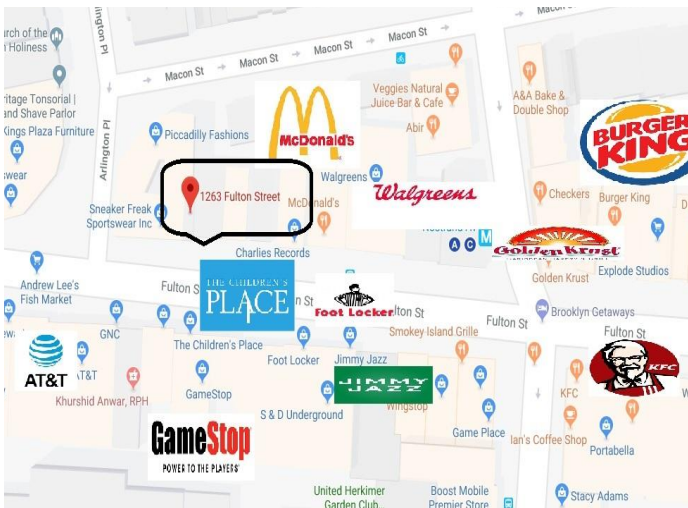 ington Pl
Macon
urch of the
Holiness
Macon St
Macon St
Macon St
ritage Tonsorial |
and Shave Parlor
Kings Plaza Furniture
swear
Arlington Pl
Piccadilly Fashions
McDonald's
Veggies Natural
Juice Bar & Cafe
Abir
A&A Bake &
Double Shop
BURGER
KING
1263 Fulton Street
Walgreens
Walgreens
McDonald's
Sneaker Freak
Sportswear Inc
Charlies Records
A C M
Checkers
Burger King
Golden Krust
Golden Krust
Explode Studios
Andrew Lee's
Fish Market
Fulton St
THE CHILDREN'S
PLACE
Foot Locker
lton St
Fulton St
Brooklyn Getaways
Fulton St
GNC
The Children's Place
Foot Locker
Jimmy Jazz
Smokey Island Grille
AT&T
T&T
Khurshid Anwar, RPH
GameStop
JIMMY
JAZZ
Wingstop
KFC
KFC
S & D Underground
Game Place
Ian's Coffee Shop
Portabella
GameStop
POWER TO THE PLAYERS
United Herkimer
Garden Club
Boost Mobile
Premier Store
Stacy Adams